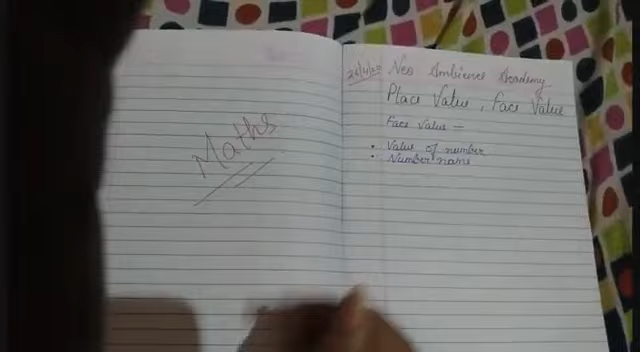 Maths
Neo Ambience Academy
Place Value, Face Value
Face Value —
• Value of number
• Number name